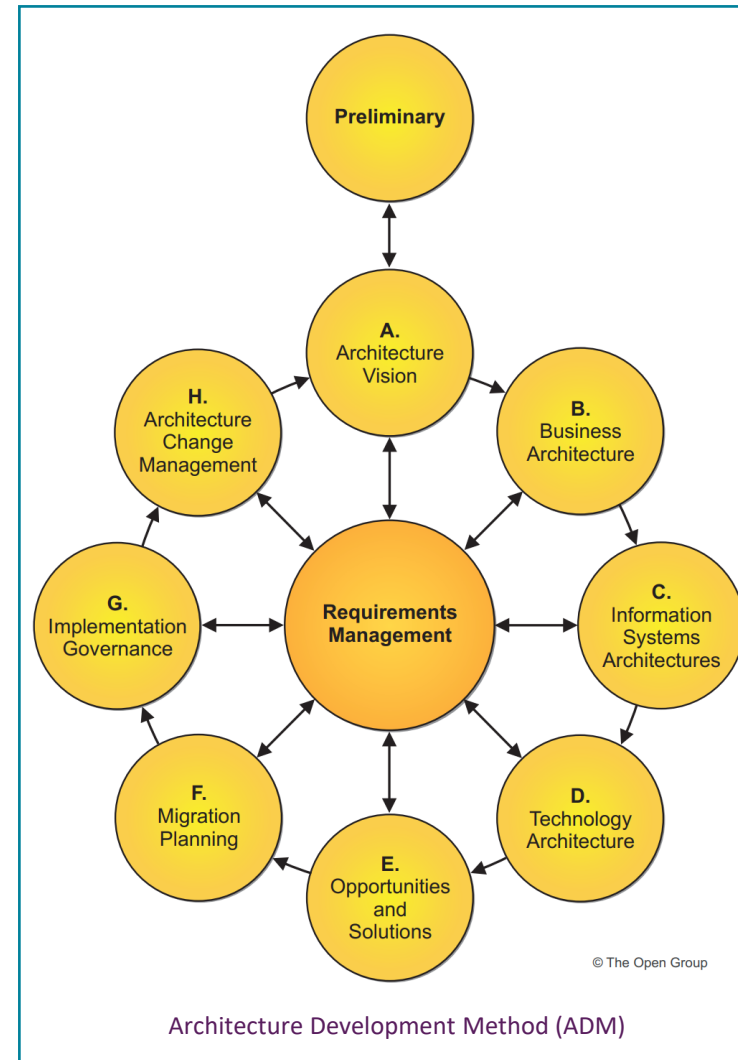 Preliminary
A.
Architecture
Vision
B.
Business
Architecture
C.
Information
Systems
Architectures
D.
Technology
Architecture
E.
Opportunities
and
Solutions
F.
Migration
Planning
G.
Implementation
Governance
H.
Architecture
Change
Management
Requirements
Management
© The Open Group
Architecture Development Method (ADM)